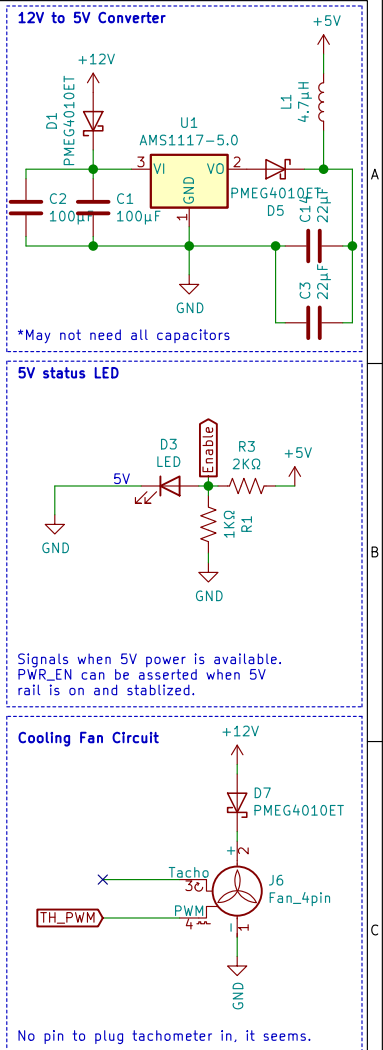 12V to 5V Converter
+5V
+12V
D1
PMEG4010ET
L1
4.7µH
U1
AMS1117-5.0
3
VI
VO
2
GND
1
PMEG4010ET
D5
C2
100µF
C1
100µF
C14
22µF
C3
22µF
GND
*May not need all capacitors
A
5V status LED
Enable
D3
LED
R3
2KΩ
+5V
5V
1KΩ
R1
GND
GND
B
Signals when 5V power is available.
PWR_EN can be asserted when 5V
rail is on and stablized.
Cooling Fan Circuit
+12V
D7
PMEG4010ET
+
2
Tacho
3
J6
Fan_4pin
TH_PWM
PWM
4
-
1
C
GND
No pin to plug tachometer in, it seems.